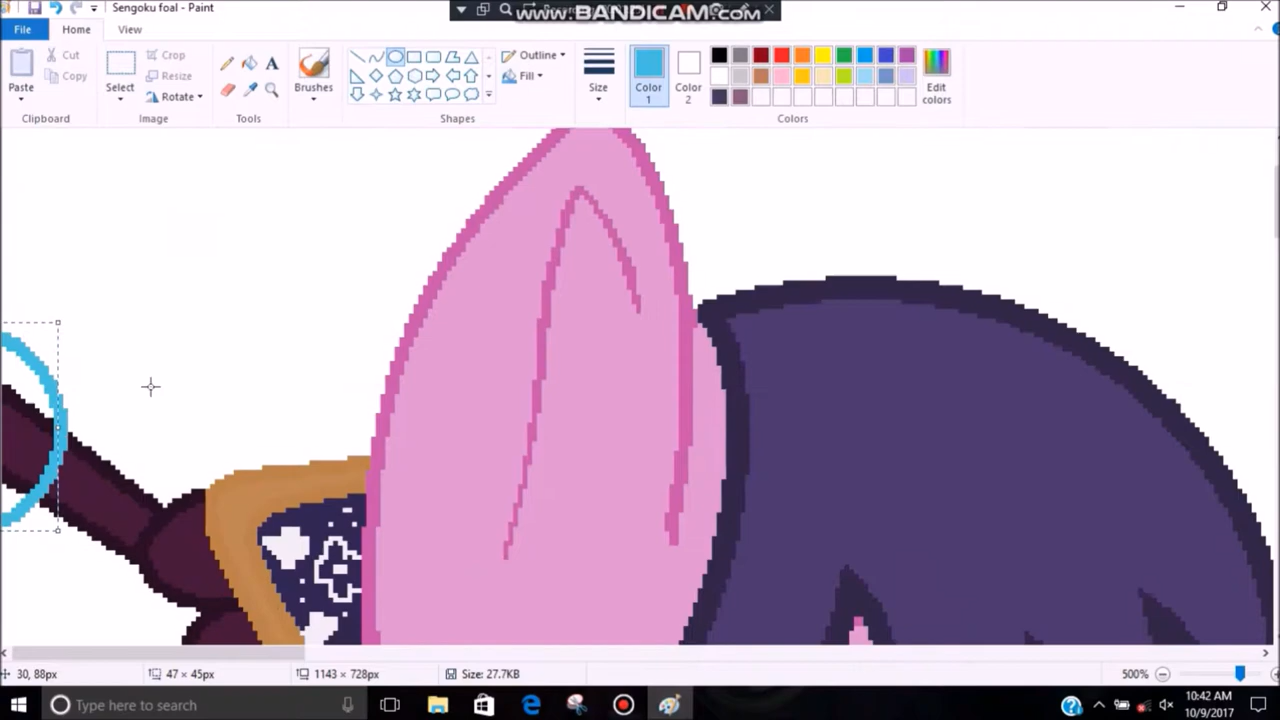 Sengoku foal - Paint
www.BANDICAM.com
File
Home
View
Paste
Cut
Copy
Clipboard
Select
Crop
Resize
Rotate
Image
Tools
Brushes
Outline
Fill
Shapes
Size
Color
1
Color
2
Edit
colors
Colors
30, 88px
47 × 45px
1143 × 728px
Size: 27.7KB
500%
Type here to search
10:42 AM
10/9/2017